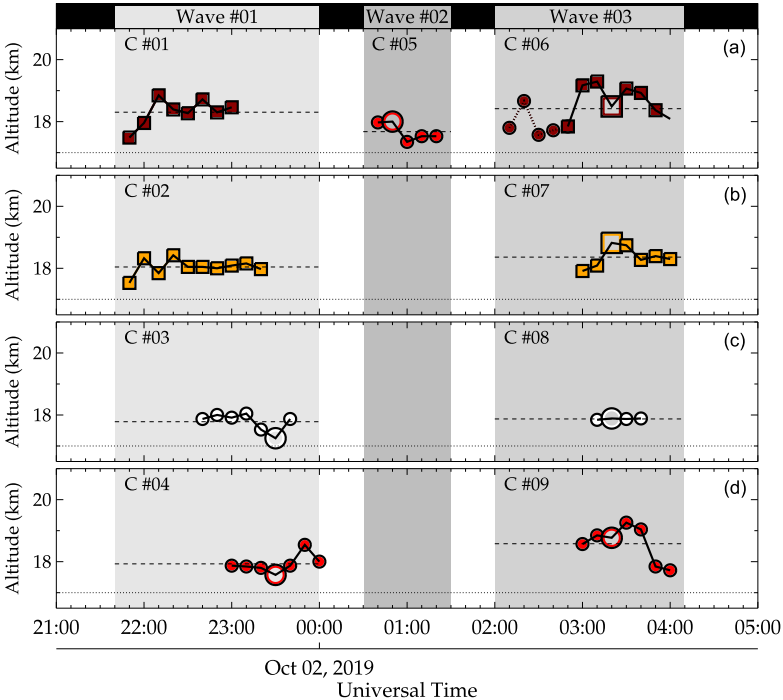 Wave #01 Wave #02 Wave #03
C #01 C #05 C #06 (a)
20
18
Altitude (km)
C #02 C #07 (b)
20
18
Altitude (km)
C #03 C #08 (c)
20
18
Altitude (km)
C #04 C #09 (d)
20
18
Altitude (km)
21:00 22:00 23:00 00:00 01:00 02:00 03:00 04:00 05:00
Oct 02, 2019
Universal Time